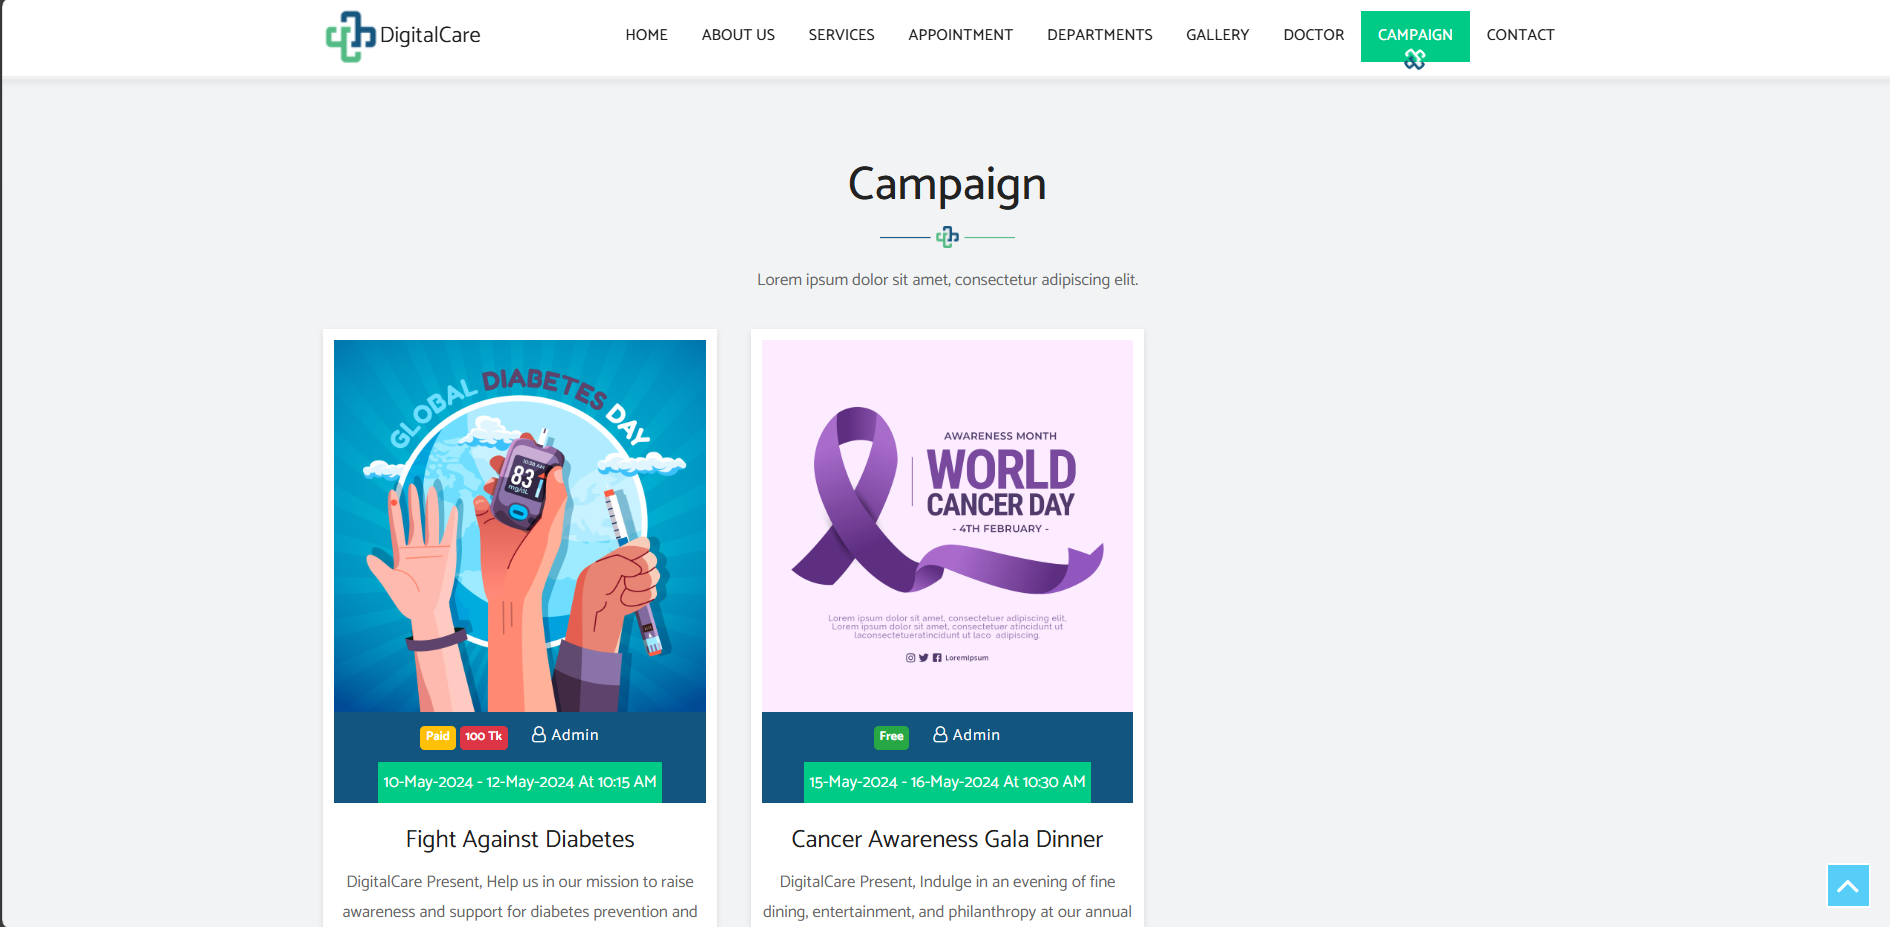 DigitalCare
HOME
ABOUT US
SERVICES
APPOINTMENT
DEPARTMENTS
GALLERY
DOCTOR
CAMPAIGN
CONTACT
Campaign
Lorem ipsum dolor sit amet, consectetur adipiscing elit.
GLOBAL DIABETES DAY
10:38 AM
83
mg/dL
Paid
100 Tk
Admin
10-May-2024 - 12-May-2024 At 10:15 AM
Fight Against Diabetes
DigitalCare Present, Help us in our mission to raise
awareness and support for diabetes prevention and
AWARENESS MONTH
WORLD
CANCER DAY
- 4TH FEBRUARY -
Lorem ipsum dolor sit amet, consectetuer adipiscing elit,
Lorem ipsum dolor sit amet, consectetuer atincidunt ut
laconsectetueratincidunt ut laco adipiscing.
Loremipsum
Free
Admin
15-May-2024 - 16-May-2024 At 10:30 AM
Cancer Awareness Gala Dinner
DigitalCare Present, Indulge in an evening of fine
dining, entertainment, and philanthropy at our annual